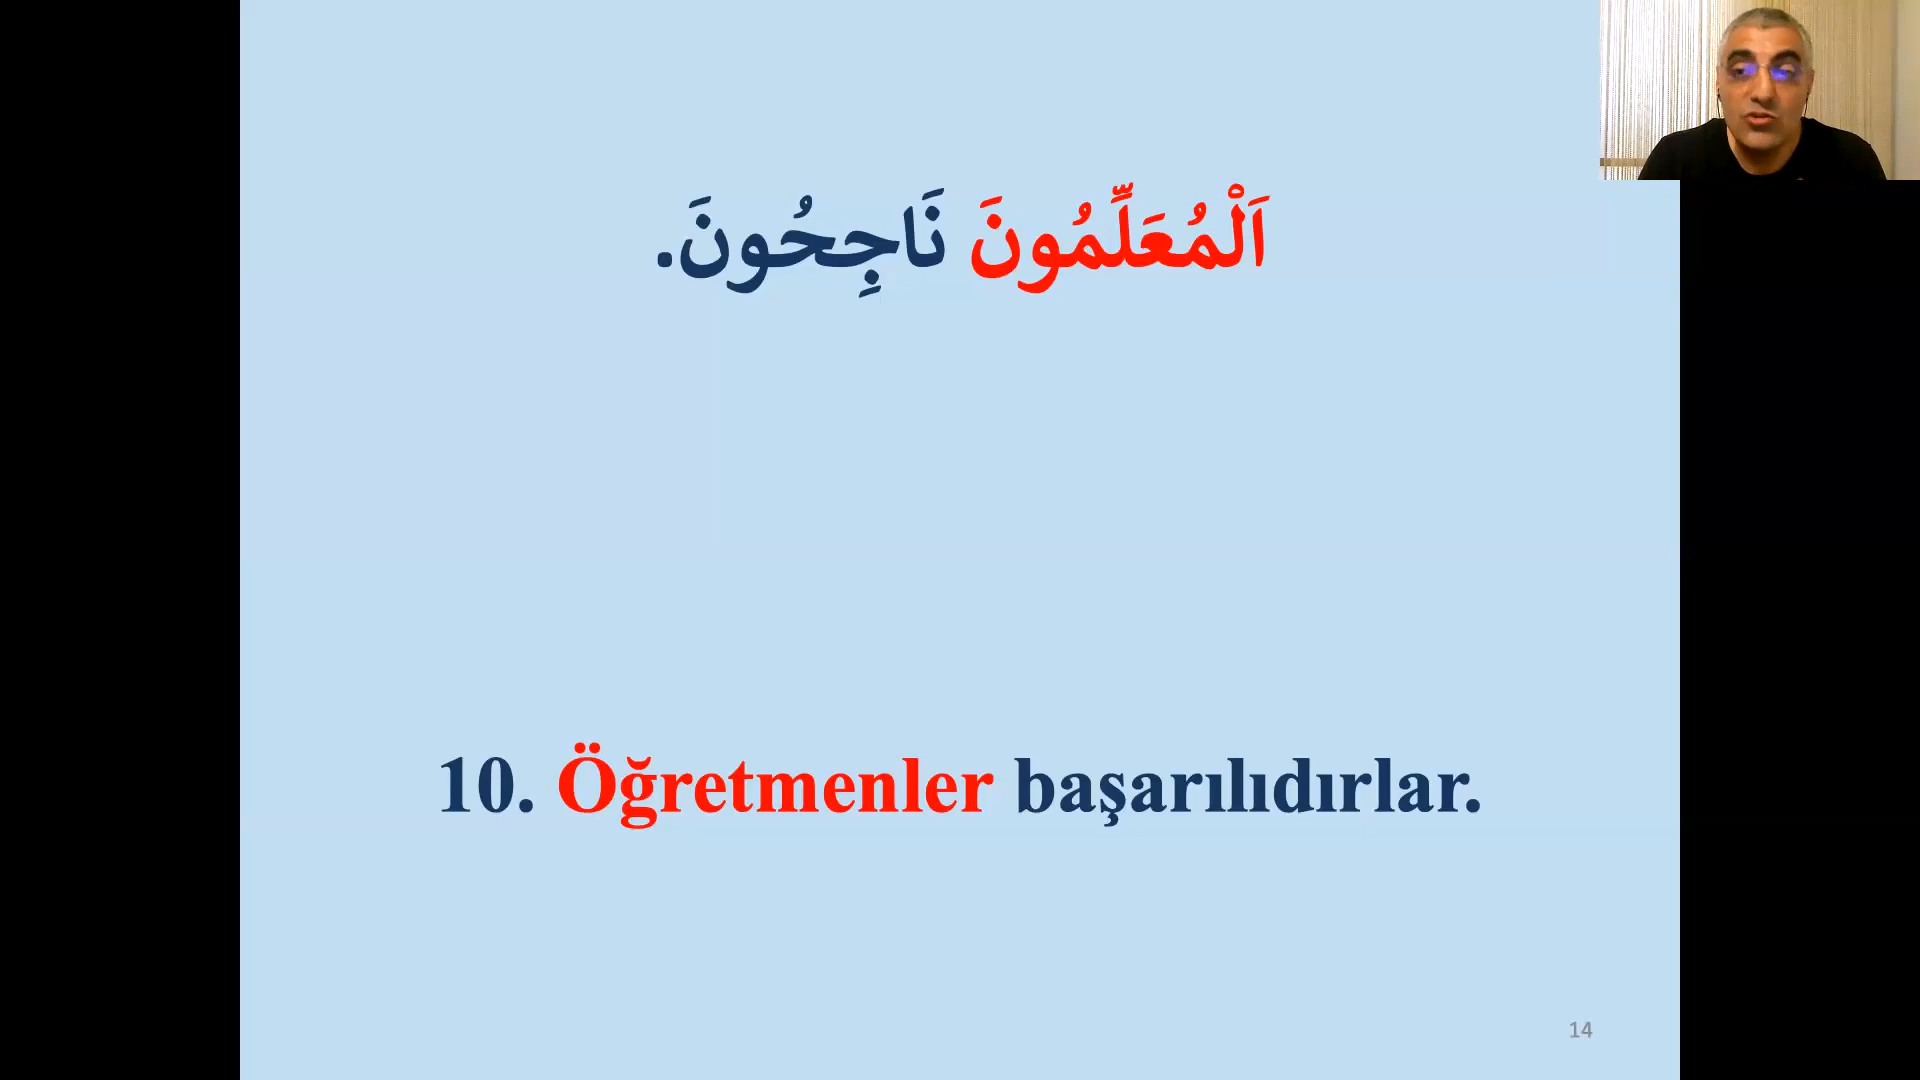 اَلْمُعَلِّمُونَ نَاجِحُونَ.
10. Öğretmenler başarılıdırlar.
14